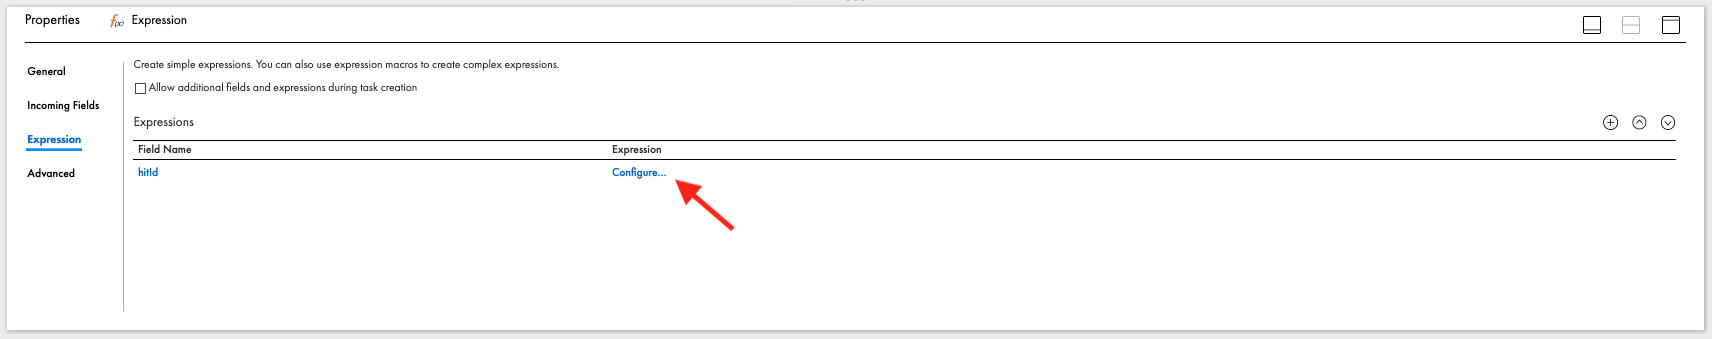 Properties f(x) Expression
General
Incoming Fields
Expression
Advanced
Create simple expressions. You can also use expression macros to create complex expressions.
Allow additional fields and expressions during task creation
Expressions
Field Name Expression
hitId Configure...